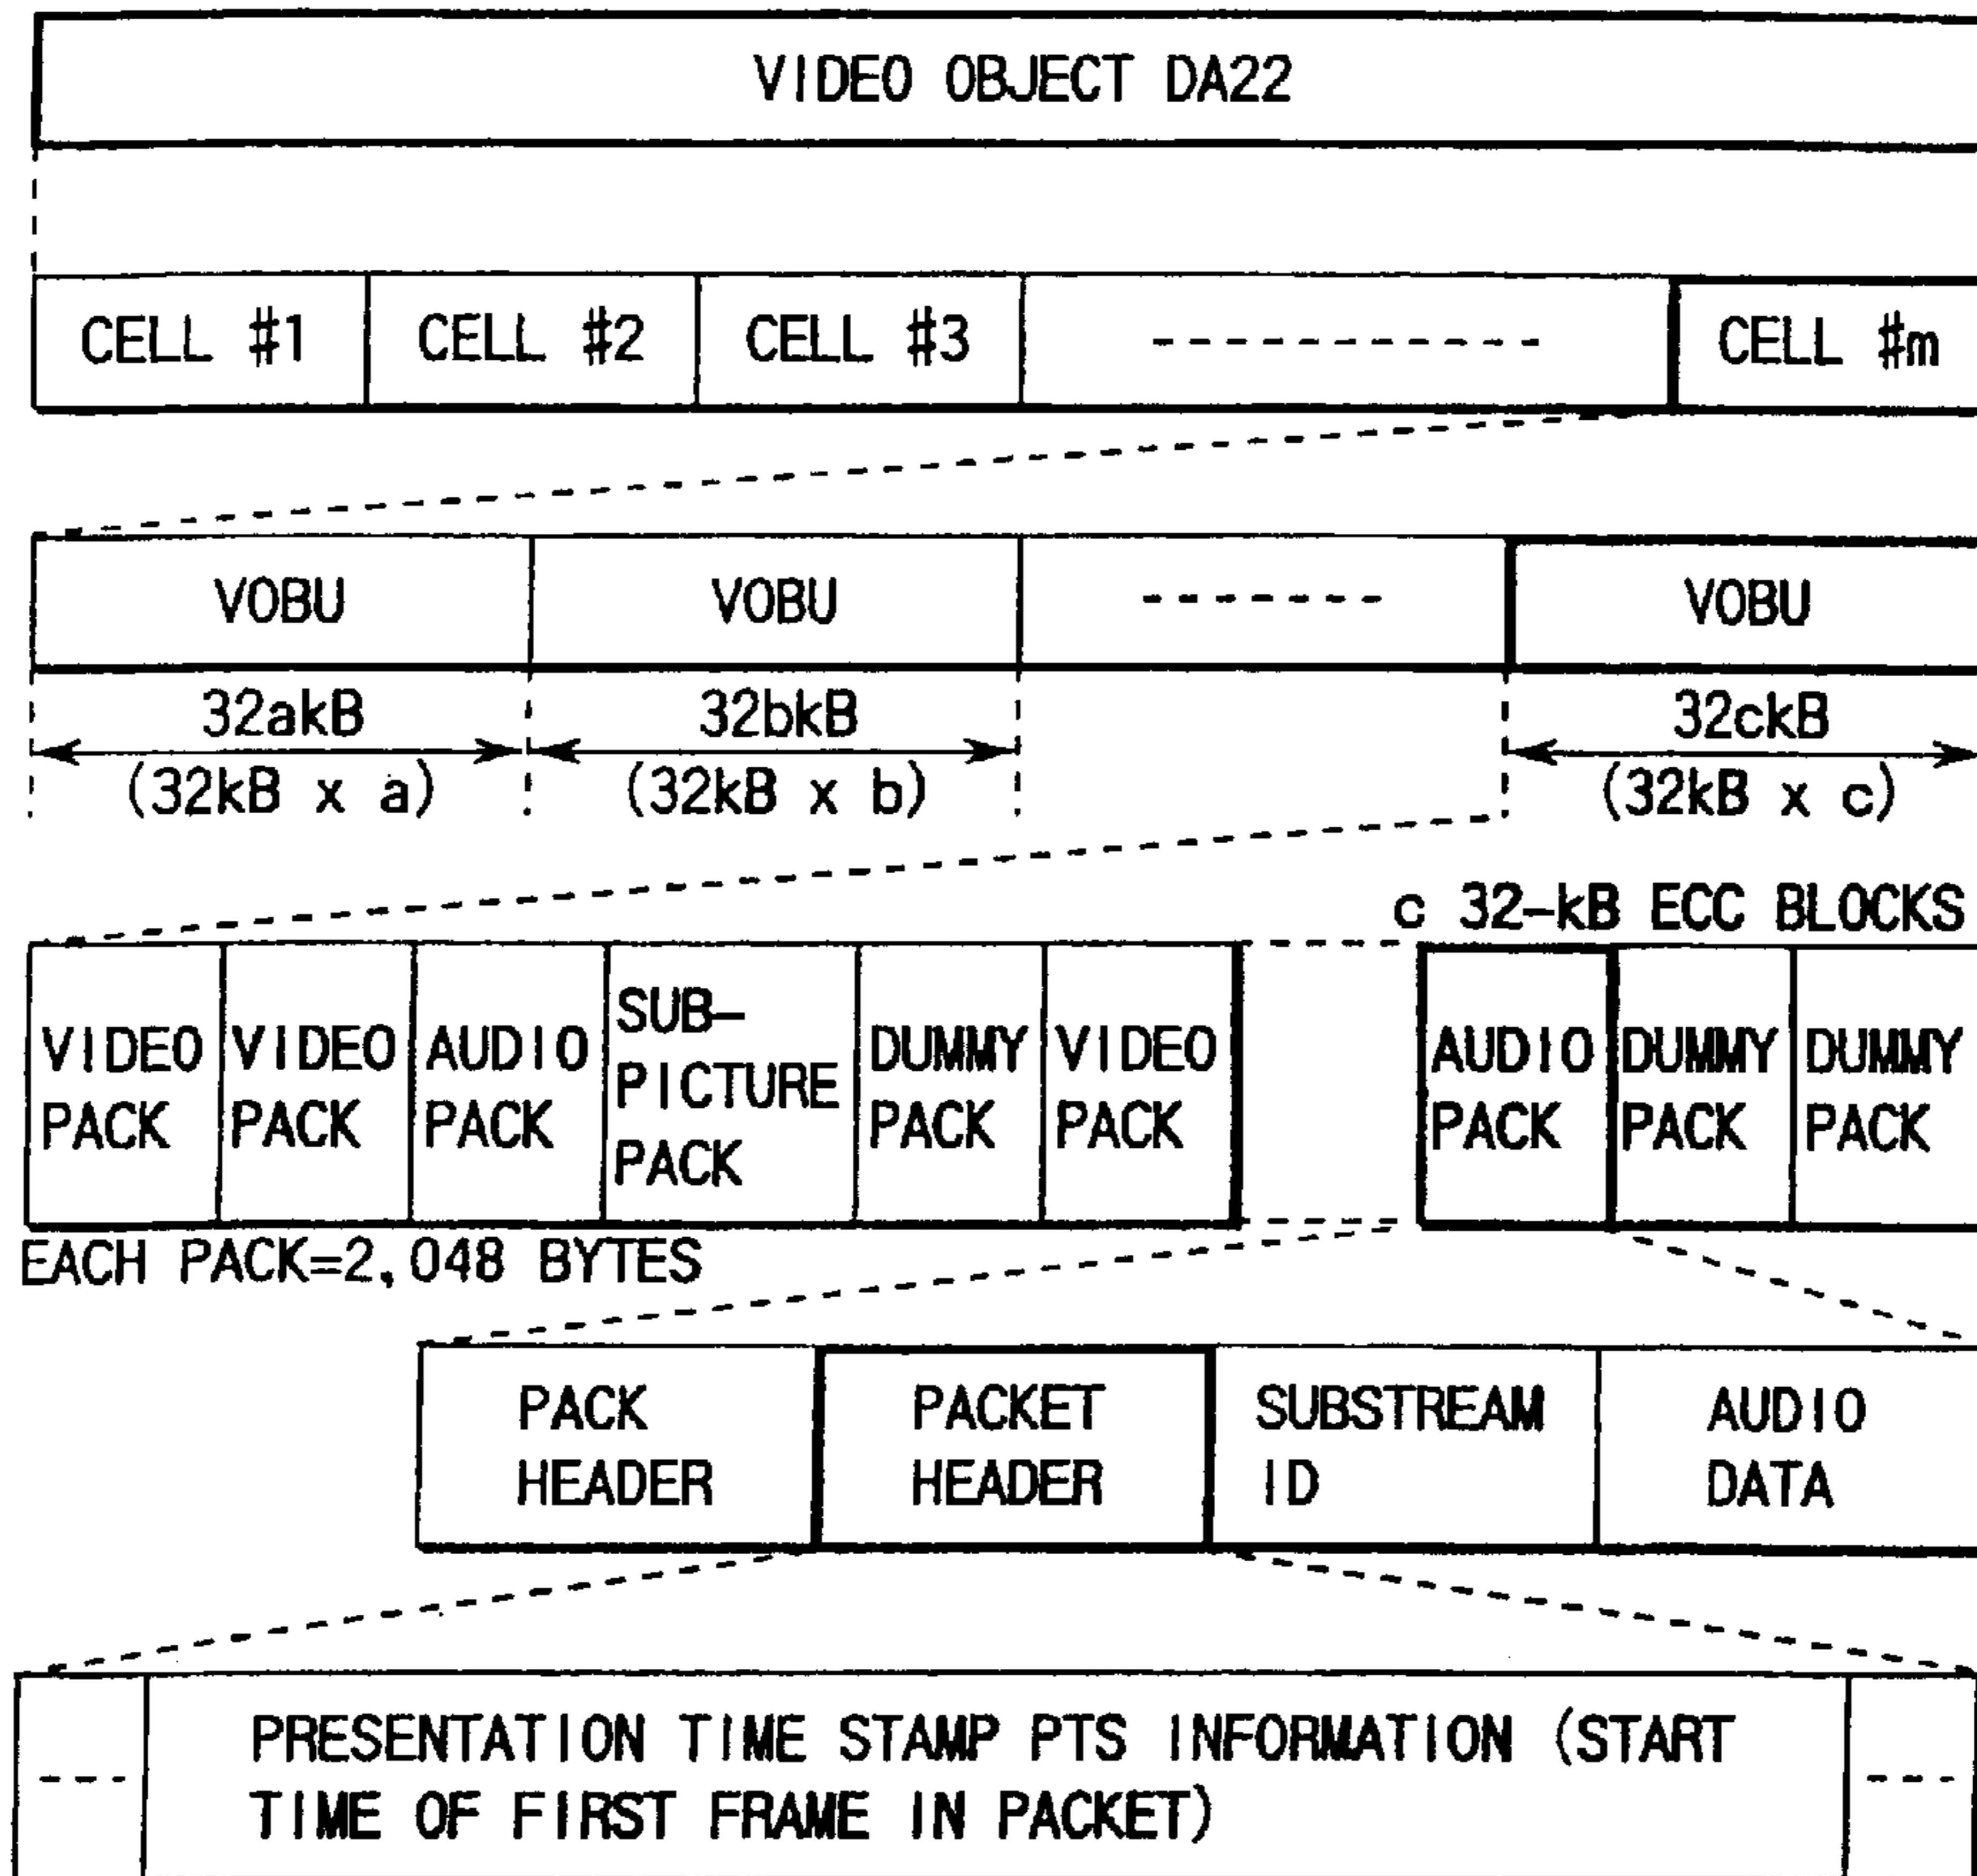 VIDEO OBJECT DA22
CELL #1 CELL #2 CELL #3 ----------- CELL #m
VOBU VOBU ------- VOBU
32akB 32bkB 32ckB
(32kB x a) (32kB x b) (32kB x c)
c 32-kB ECC BLOCKS
VIDEO
PACK
VIDEO
PACK
AUDIO
PACK
SUB-
PICTURE
PACK
DUMMY
PACK
VIDEO
PACK
AUDIO
PACK
DUMMY
PACK
DUMMY
PACK
EACH PACK=2,048 BYTES
PACK
HEADER
PACKET
HEADER
SUBSTREAM
ID
AUDIO
DATA
--- PRESENTATION TIME STAMP PTS INFORMATION (START ---
TIME OF FIRST FRAME IN PACKET)